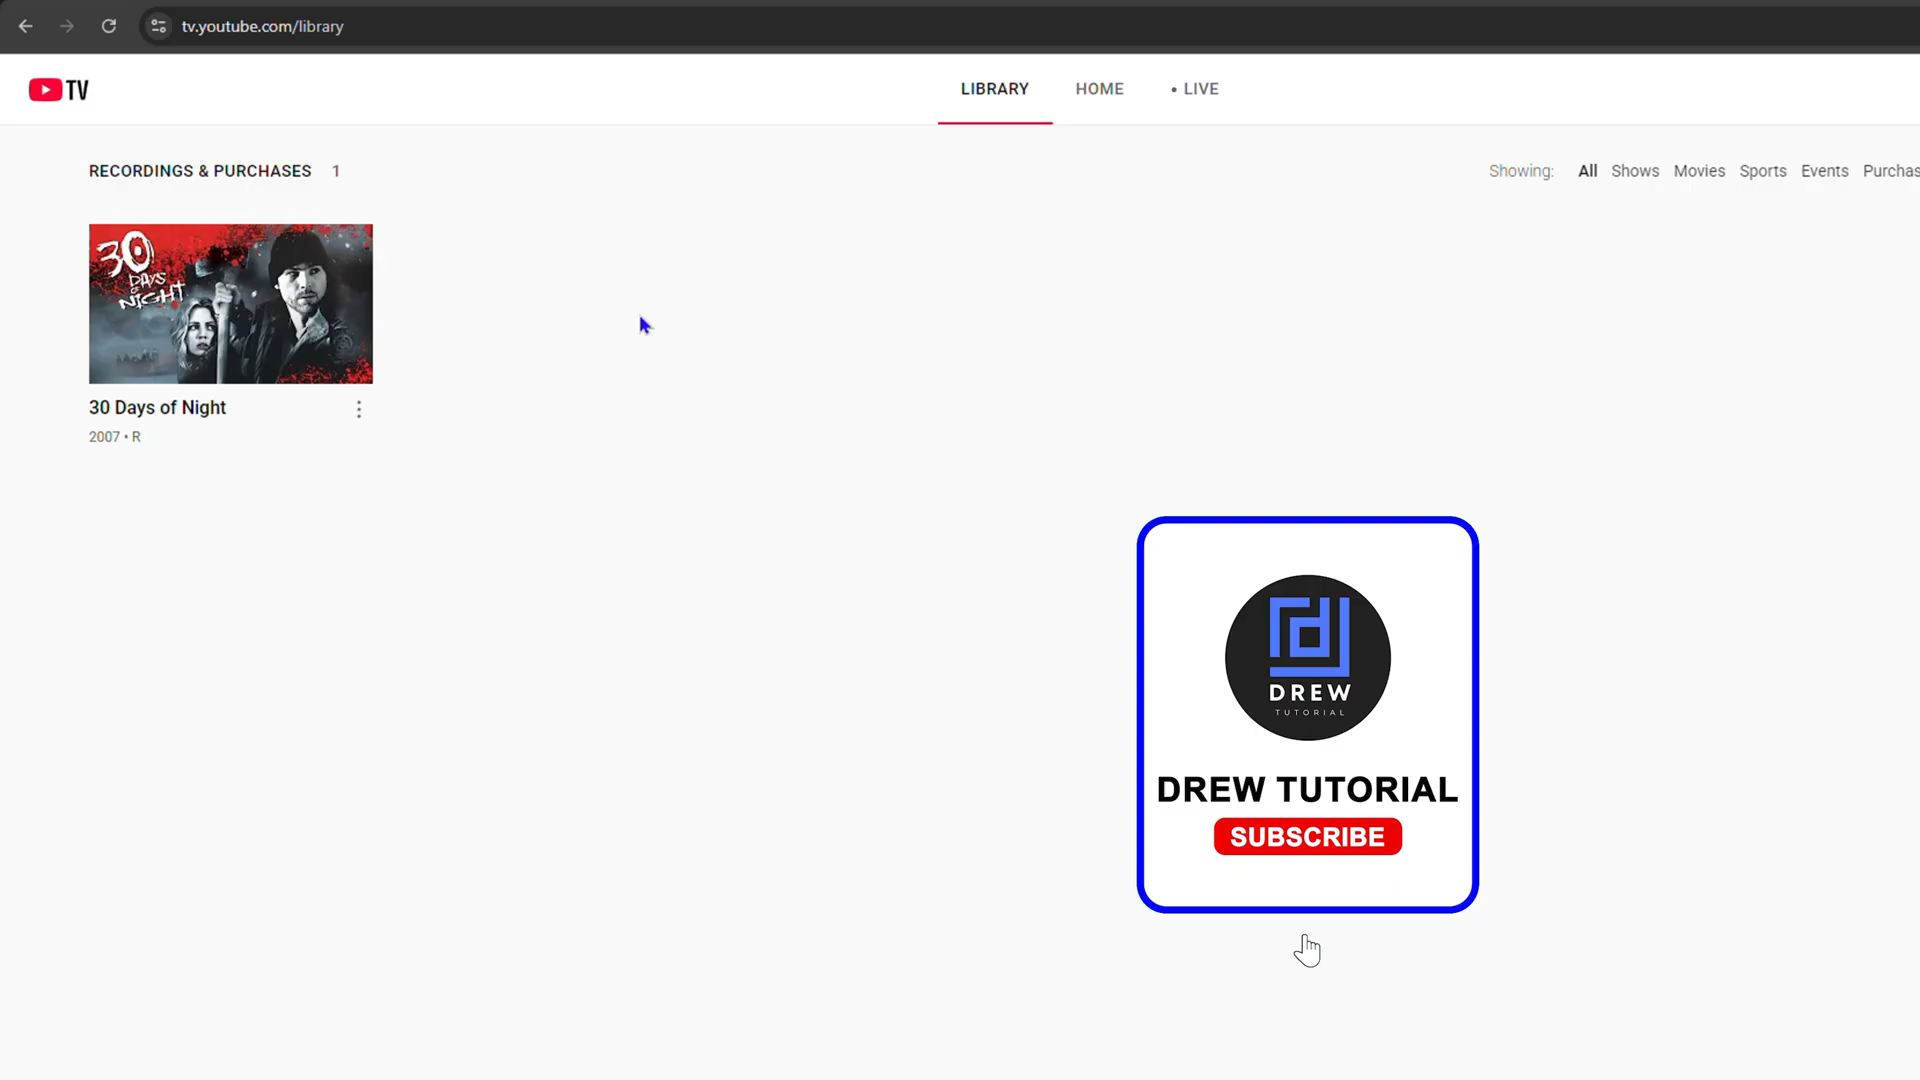 tv.youtube.com/library
TV
LIBRARY
HOME
• LIVE
RECORDINGS & PURCHASES 1
Showing: All Shows Movies Sports Events Purchas
30
DAYS
OF
NIGHT
30 Days of Night
2007 • R
DREW
TUTORIAL
DREW TUTORIAL
SUBSCRIBE